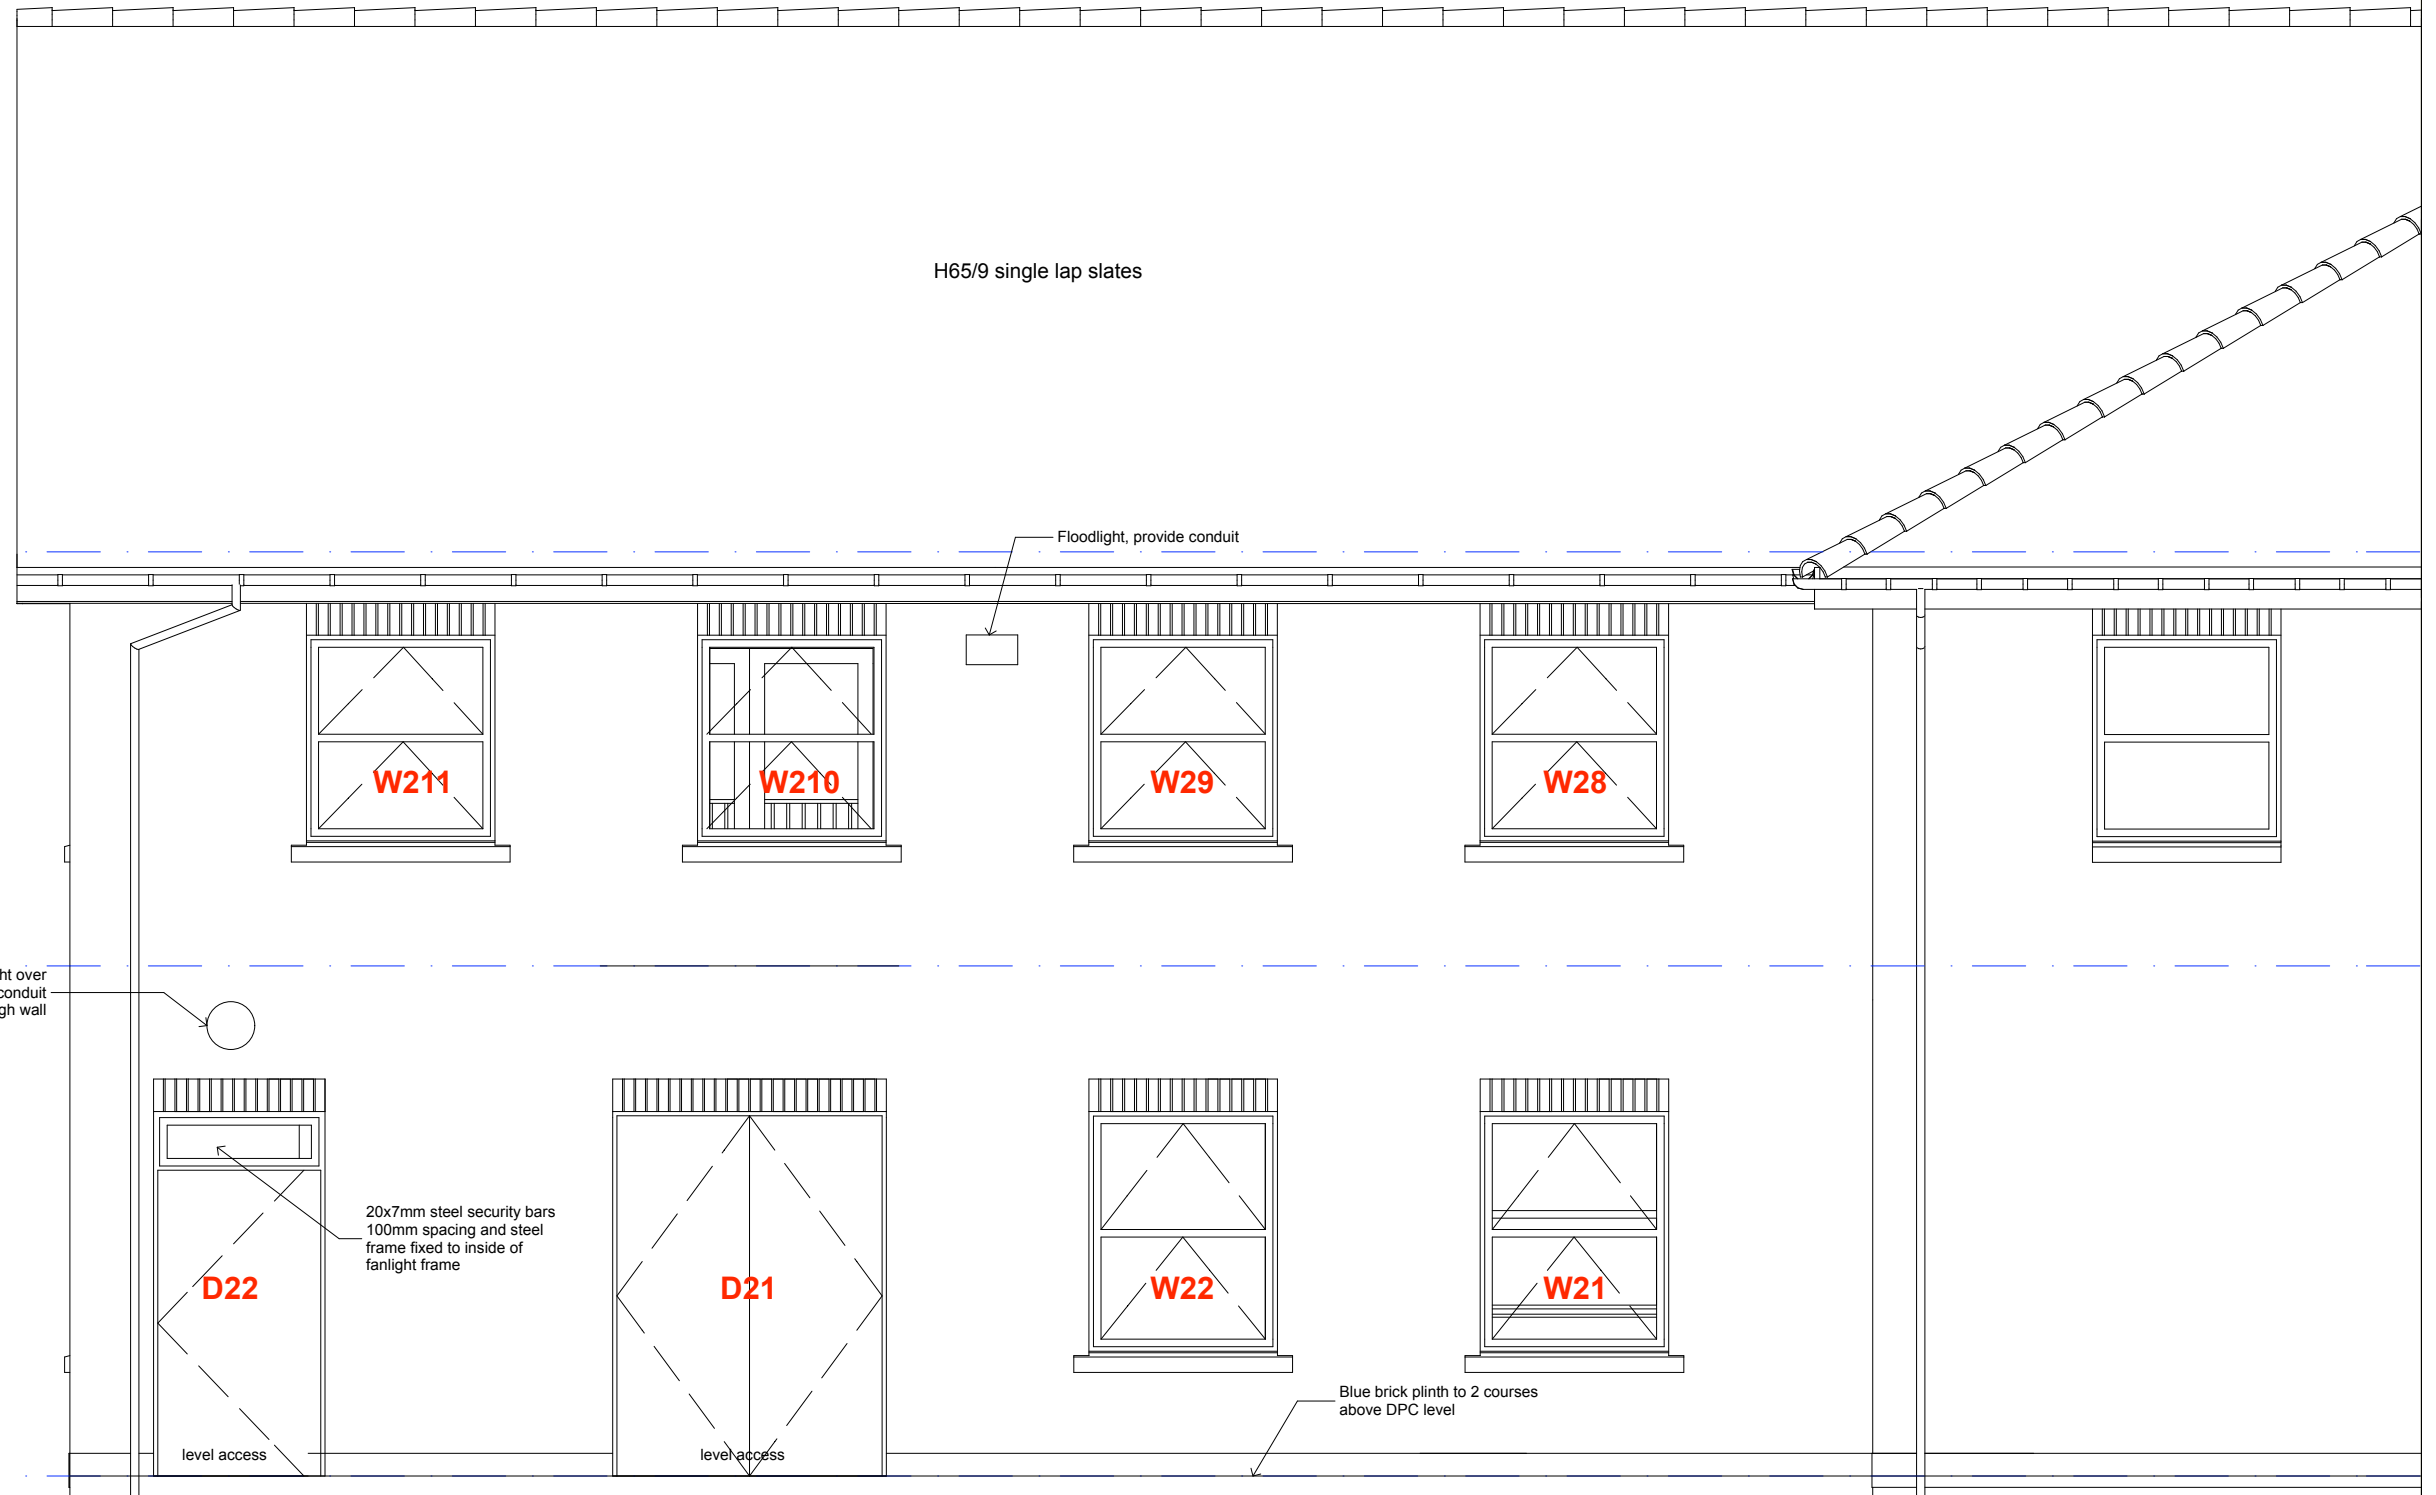 H65/9 single lap slates
Floodlight, provide conduit
W211
W210
W29
W28
over
conduit
wall
20x7mm steel security bars
100mm spacing and steel
frame fixed to inside of
fanlight frame
D22
D21
W22
W21
Blue brick plinth to 2 courses
above DPC level
level access
level access